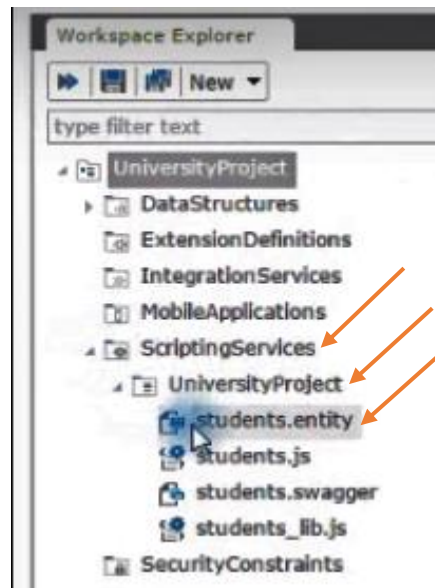 Workspace Explorer
New
type filter text
UniversityProject
DataStructures
ExtensionDefinitions
IntegrationServices
MobileApplications
ScriptingServices
UniversityProject
students.entity
students.js
students.swagger
students_lib.js
SecurityConstraints